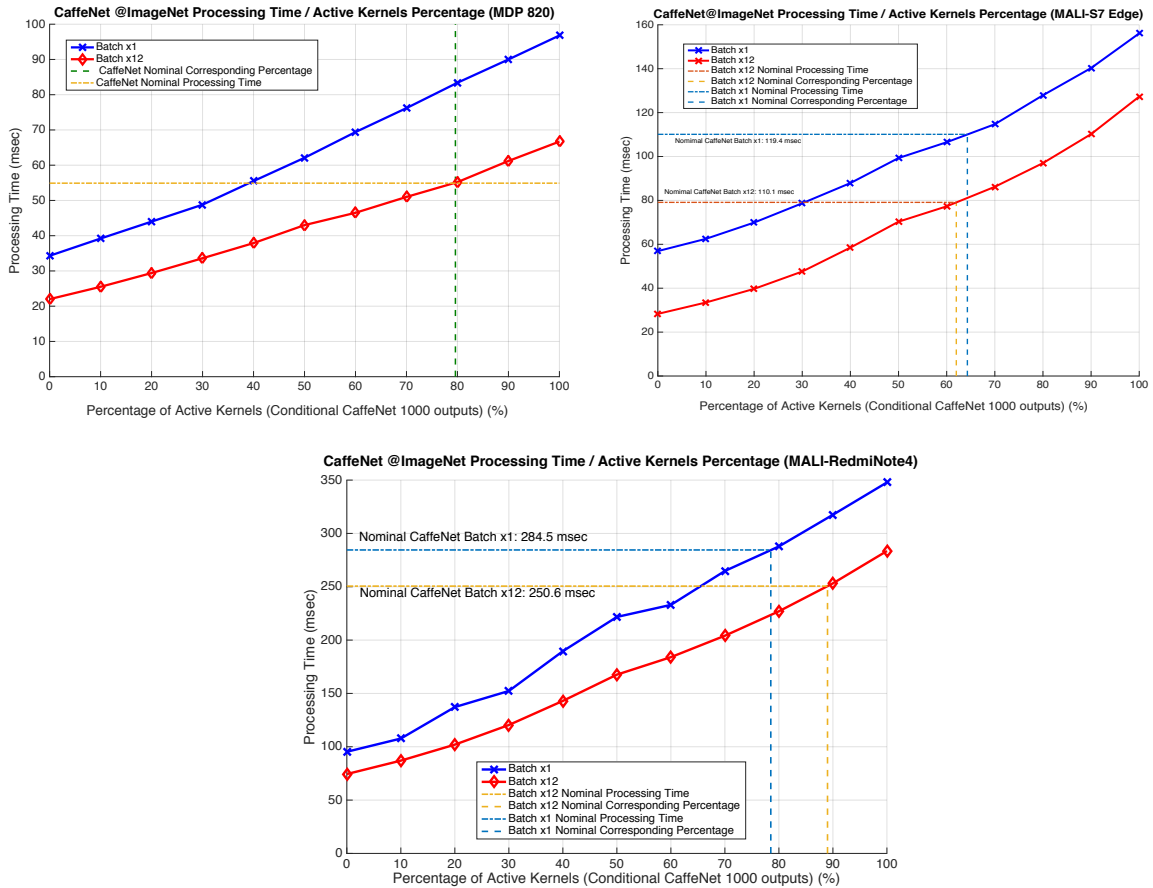 CaffeNet@ImageNet Processing Time / Active Kernels Percentage (MDP 820)
100
90
80
70
60
50
40
30
20
10
0
Processing Time (msec)
Batch x1
Batch x12
CaffeNet Nominal Corresponding Percentage
CaffeNet Nominal Processing Time
0 10 20 30 40 50 60 70 80 90 100
Percentage of Active Kernels (Conditional CaffeNet 1000 outputs) (%)
CaffeNet@ImageNet Processing Time / Active Kernels Percentage (MALI-S7 Edge)
160
140
120
100
80
60
40
20
0
Processing Time (msec)
Batch x1
Batch x12
Batch x12 Nominal Processing Time
Batch x12 Nominal Corresponding Percentage
Batch x1 Nominal Processing Time
Batch x1 Nominal Corresponding Percentage
Nomimal CaffeNet Batch x1: 119.4 msec
Nomimal CaffeNet Batch x12: 110.1 msec
0 10 20 30 40 50 60 70 80 90 100
Percentage of Active Kernels (Conditional CaffeNet 1000 outputs) (%)
CaffeNet @ImageNet Processing Time / Active Kernels Percentage (MALI-RedmiNote4)
350
300
250
200
150
100
50
0
Processing Time (msec)
Nominal CaffeNet Batch x1: 284.5 msec
Nominal CaffeNet Batch x12: 250.6 msec
Batch x1
Batch x12
Batch x12 Nominal Processing Time
Batch x12 Nominal Corresponding Percentage
Batch x1 Nominal Processing Time
Batch x1 Nominal Corresponding Percentage
0 10 20 30 40 50 60 70 80 90 100
Percentage of Active Kernels (Conditional CaffeNet 1000 outputs) (%)